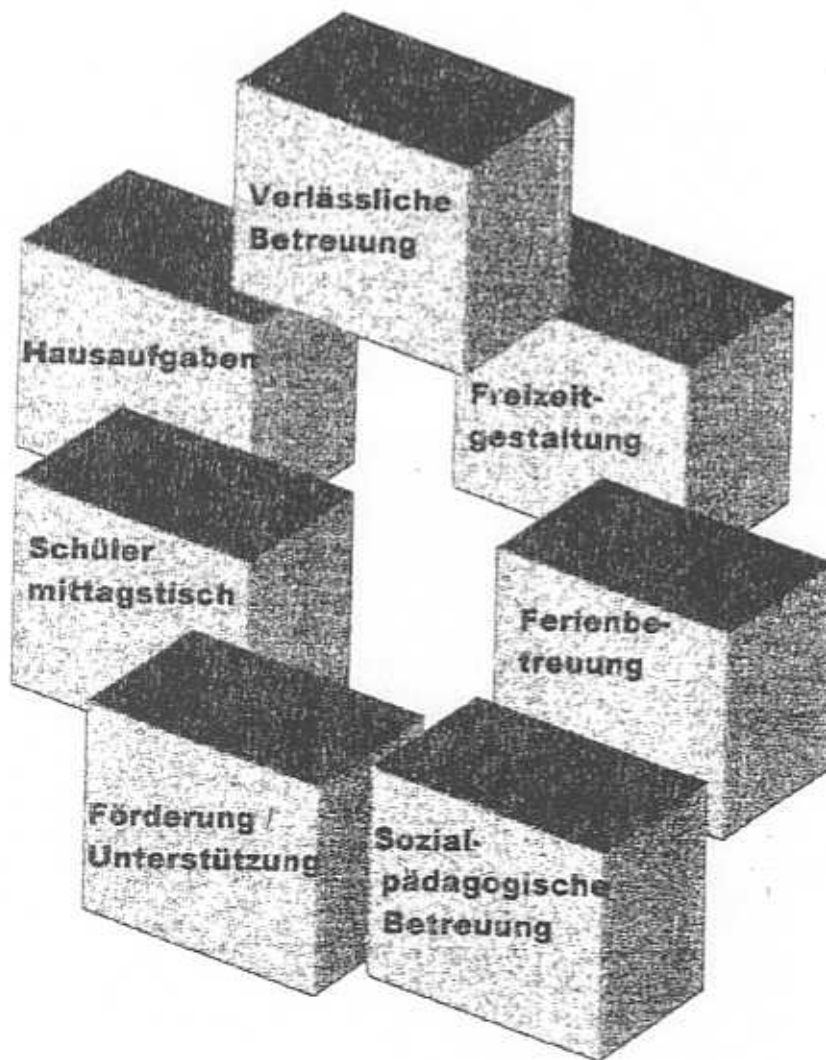 Verlässliche
Betreuung
Hausaufgaben
Freizeit-
gestaltung
Schüler
mittagstisch
Ferienbe-
treuung
Förderung /
Unterstützung
Sozial-
pädagogische
Betreuung